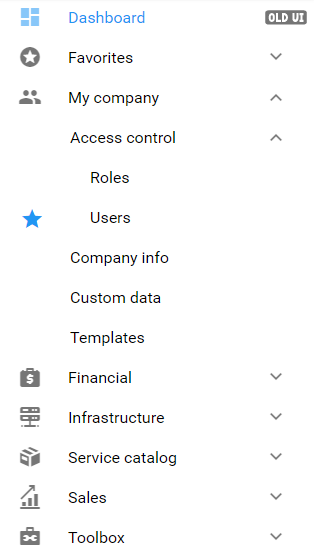 Dashboard OLD UI
Favorites
My company
Access control
Roles
Users
Company info
Custom data
Templates
Financial
Infrastructure
Service catalog
Sales
Toolbox